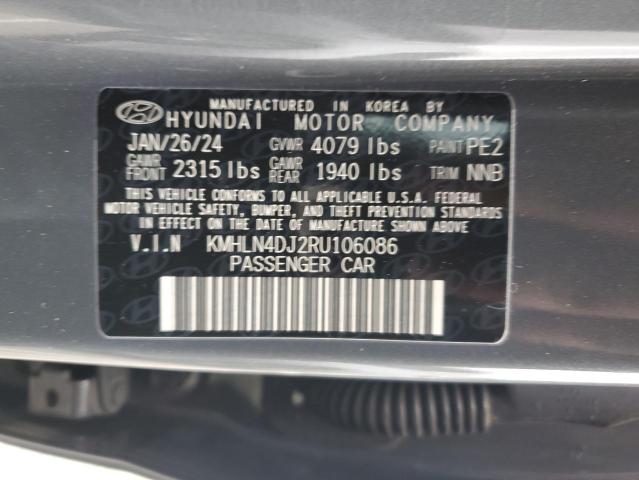 MANUFACTURED IN KOREA BY
HYUNDAI MOTOR COMPANY
JAN/26/24 GVWR 4079 lbs PAINT PE2
GAWR FRONT 2315 lbs GAWR REAR 1940 lbs TRIM NNB
THIS VEHICLE CONFORMS TO ALL APPLICABLE U.S.A. FEDERAL
MOTOR VEHICLE SAFETY, BUMPER, AND THEFT PREVENTION
STANDARDS IN EFFECT ON THE DATE OF MANUFACTURE SHOWN ABOVE
V.I.N KMHLN4DJ2RU106086
PASSENGER CAR